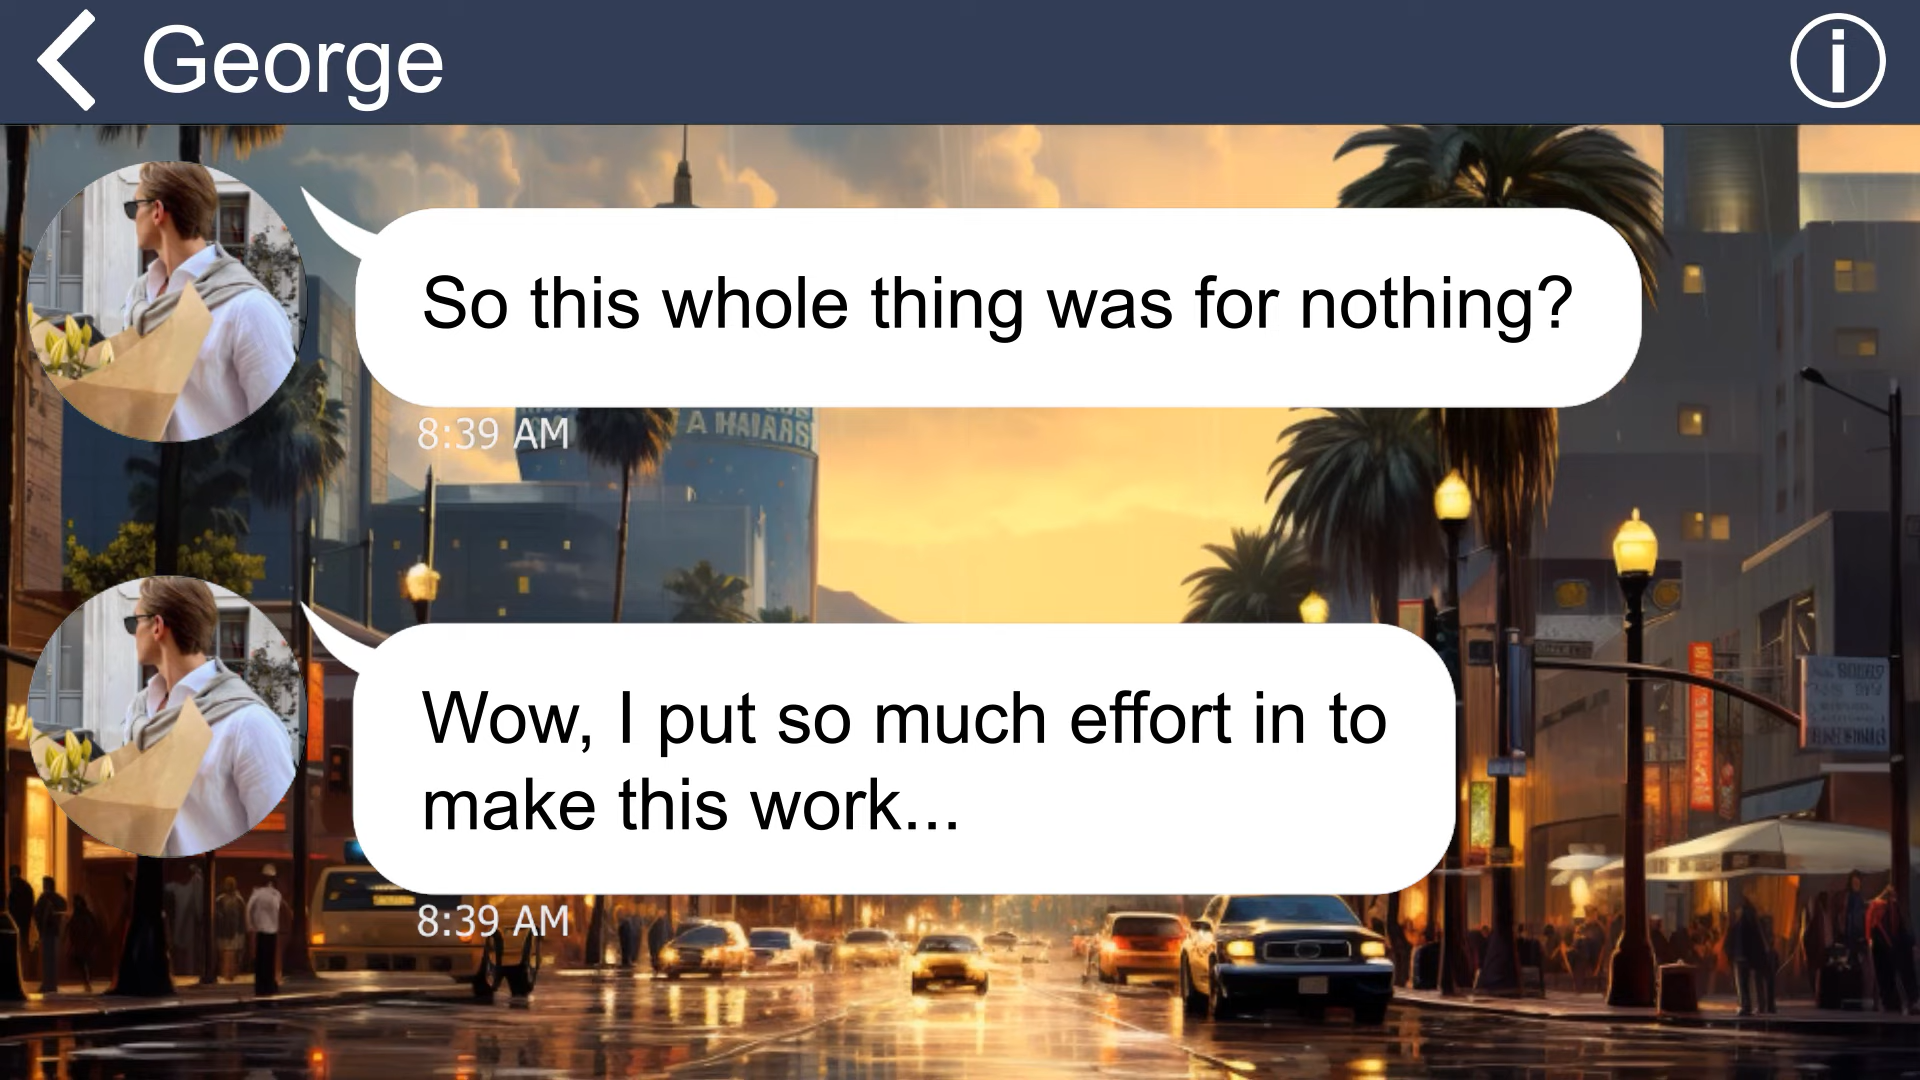 George
So this whole thing was for nothing?
8:39 AM
Wow, I put so much effort in to
make this work...
8:39 AM